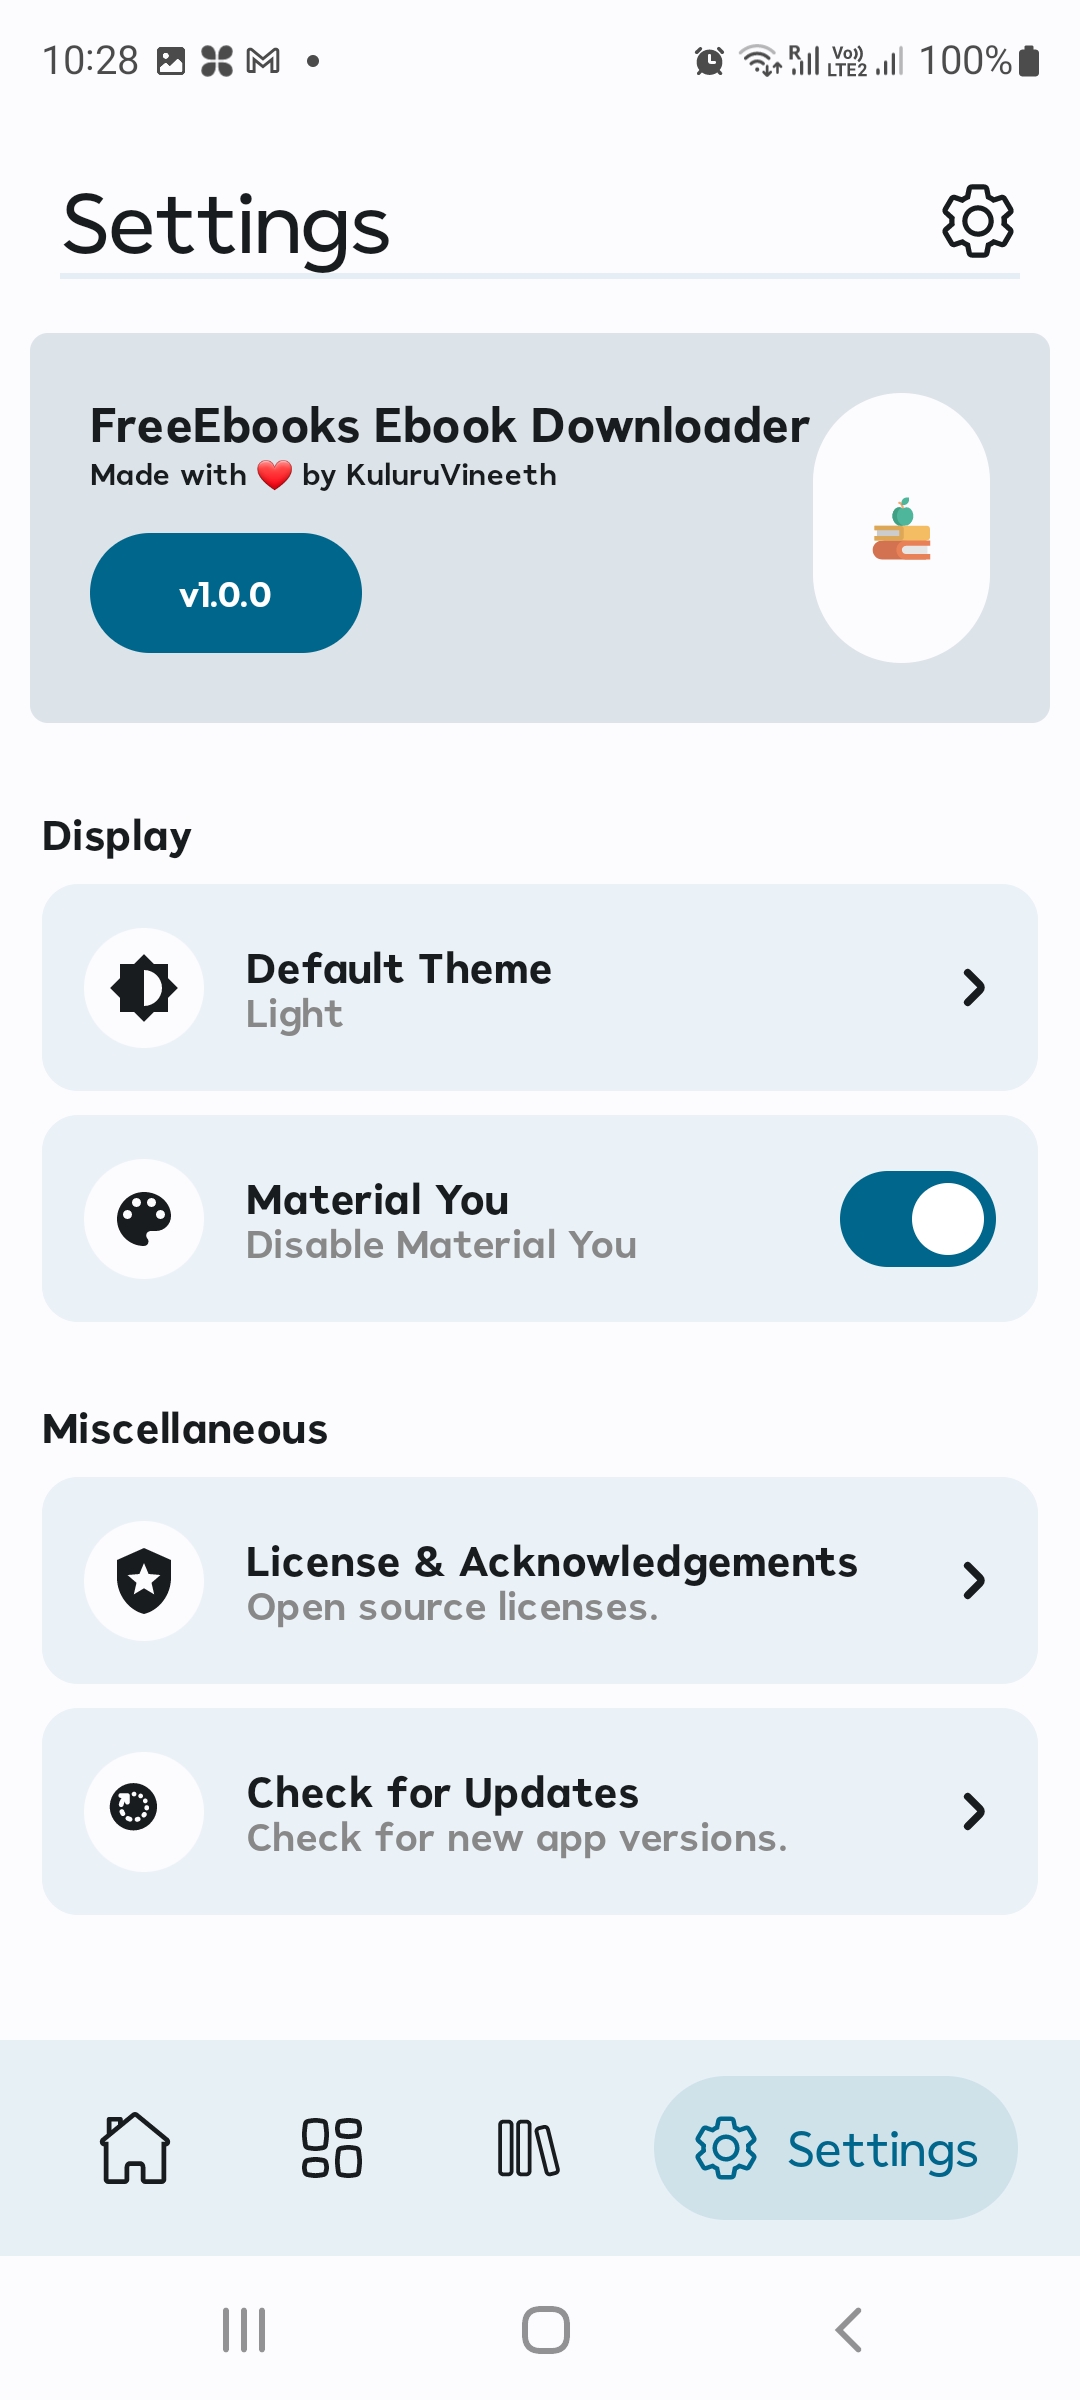 10:28
R Vo)) LTE2 100%
Settings
FreeEbooks Ebook Downloader
Made with ❤️ by KuluruVineeth
v1.0.0
Display
Default Theme
Light
Material You
Disable Material You
Miscellaneous
License & Acknowledgements
Open source licenses.
Check for Updates
Check for new app versions.
Settings